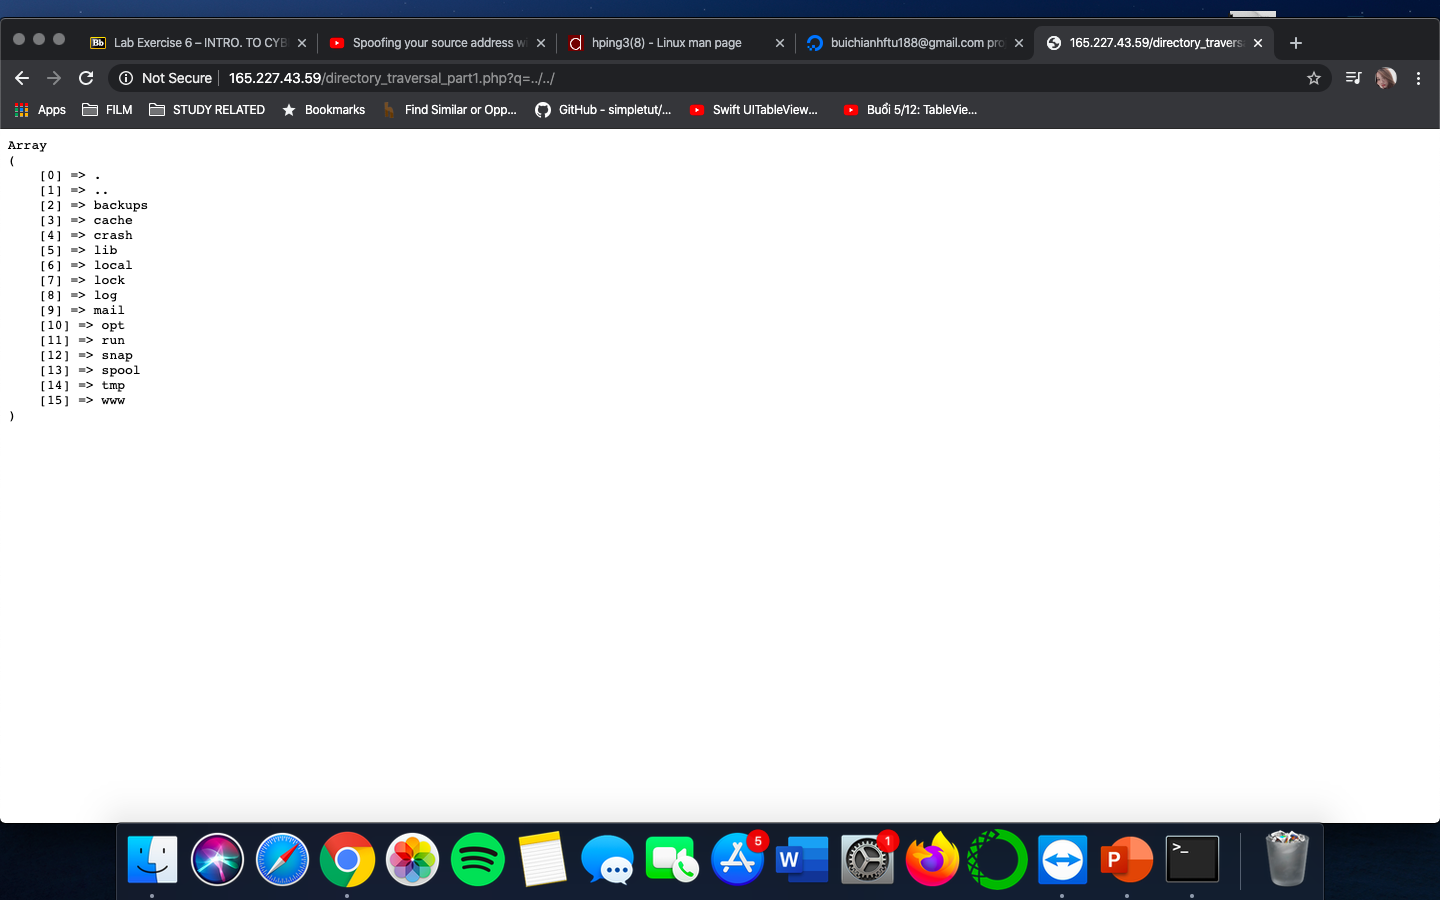 Lab Exercise 6 – INTRO. TO CYB
Spoofing your source address wi
hping3(8) - Linux man page
buichianhftu188@gmail.com pro
165.227.43.59/directory_travers
Not Secure
165.227.43.59/directory_traversal_part1.php?q=../../
Apps
FILM
STUDY RELATED
Bookmarks
Find Similar or Opp...
GitHub - simpletut/...
Swift UITableView...
Buổi 5/12: TableVie...
Array
(
[0] => .
[1] => ..
[2] => backups
[3] => cache
[4] => crash
[5] => lib
[6] => local
[7] => lock
[8] => log
[9] => mail
[10] => opt
[11] => run
[12] => snap
[13] => spool
[14] => tmp
[15] => www
)
5
W
1
P
>_